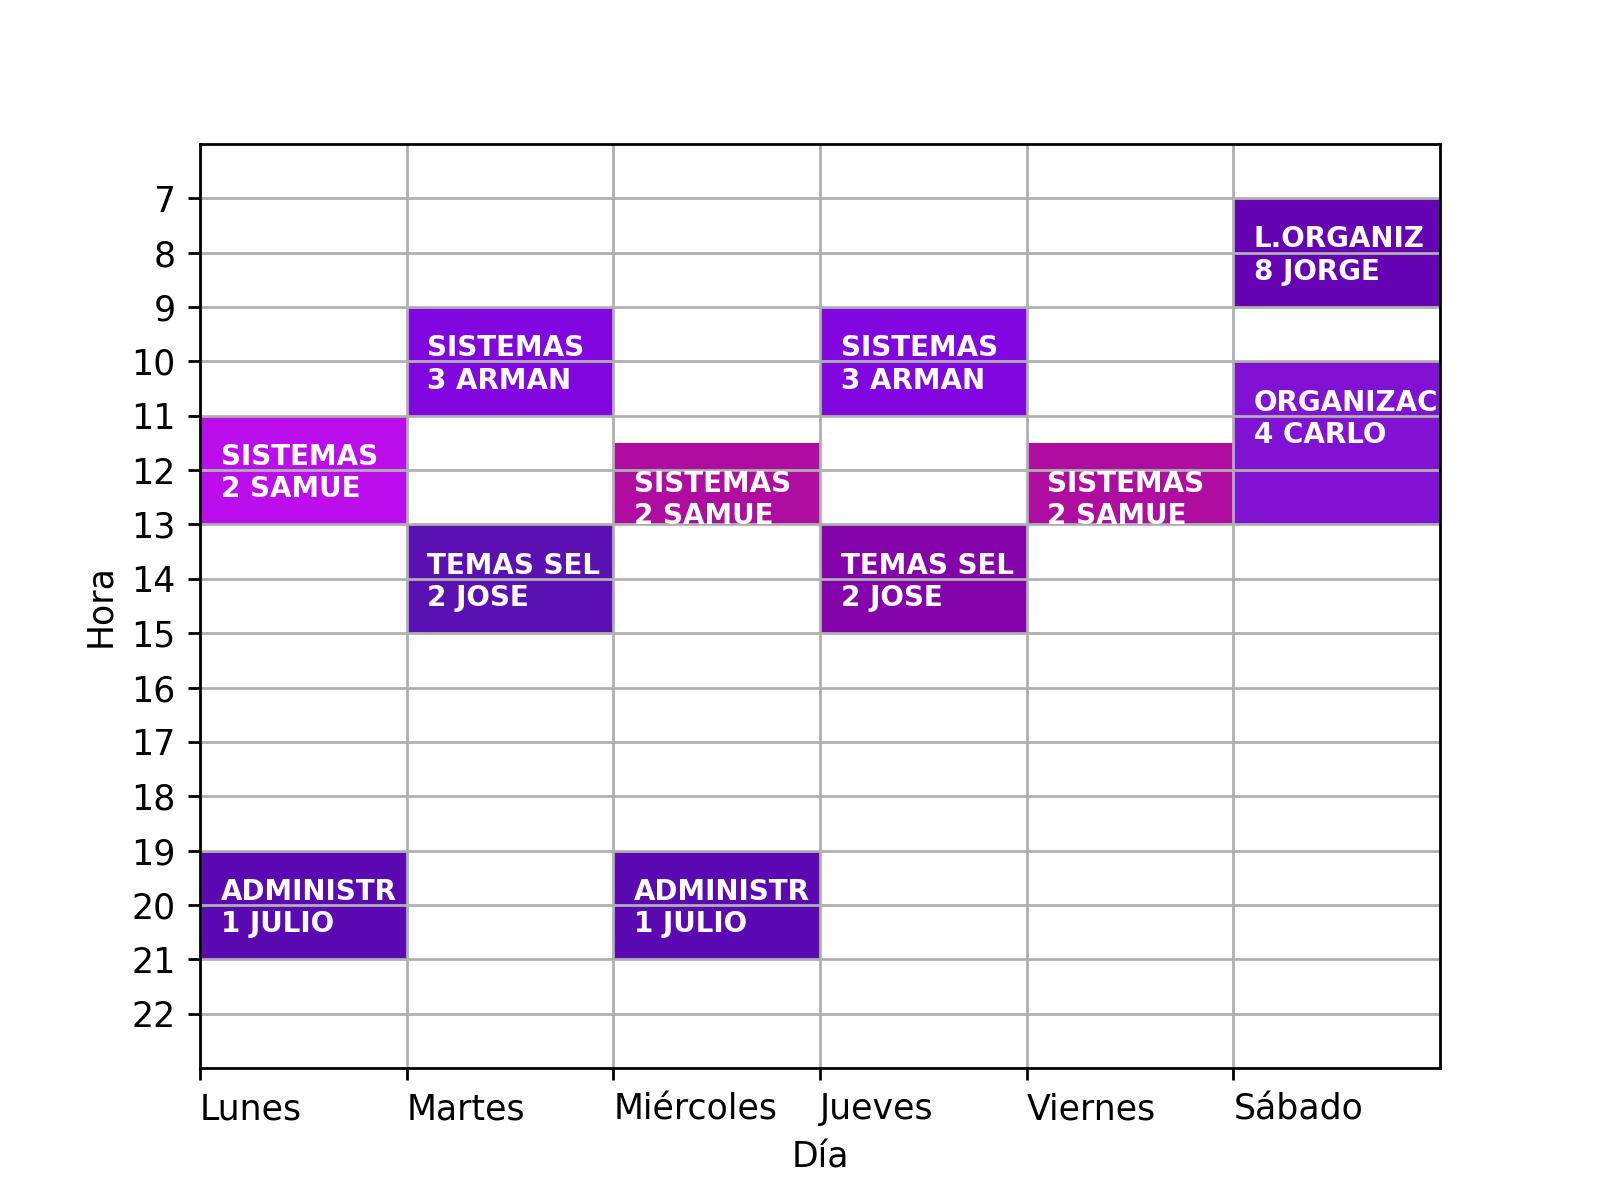 7
8
9
10
11
12
13
14
15
16
17
18
19
20
21
22
Hora
L.ORGANIZ
8 JORGE
SISTEMAS
3 ARMAN
SISTEMAS
3 ARMAN
ORGANIZAC
4 CARLO
SISTEMAS
2 SAMUE
SISTEMAS
2 SAMUE
SISTEMAS
2 SAMUE
TEMAS SEL
2 JOSE
TEMAS SEL
2 JOSE
ADMINISTR
1 JULIO
ADMINISTR
1 JULIO
Lunes Martes Miércoles Jueves Viernes Sábado
Día